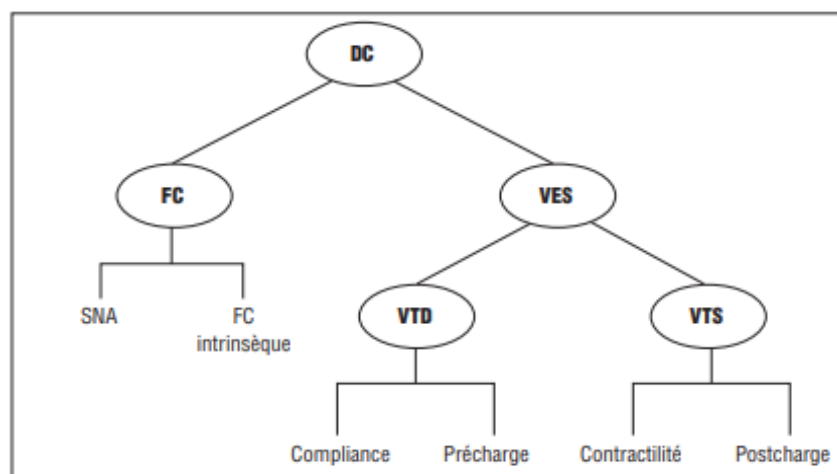 DC
FC
VES
SNA
FC
intrinsèque
VTD
VTS
Compliance
Précharge
Contractilité
Postcharge